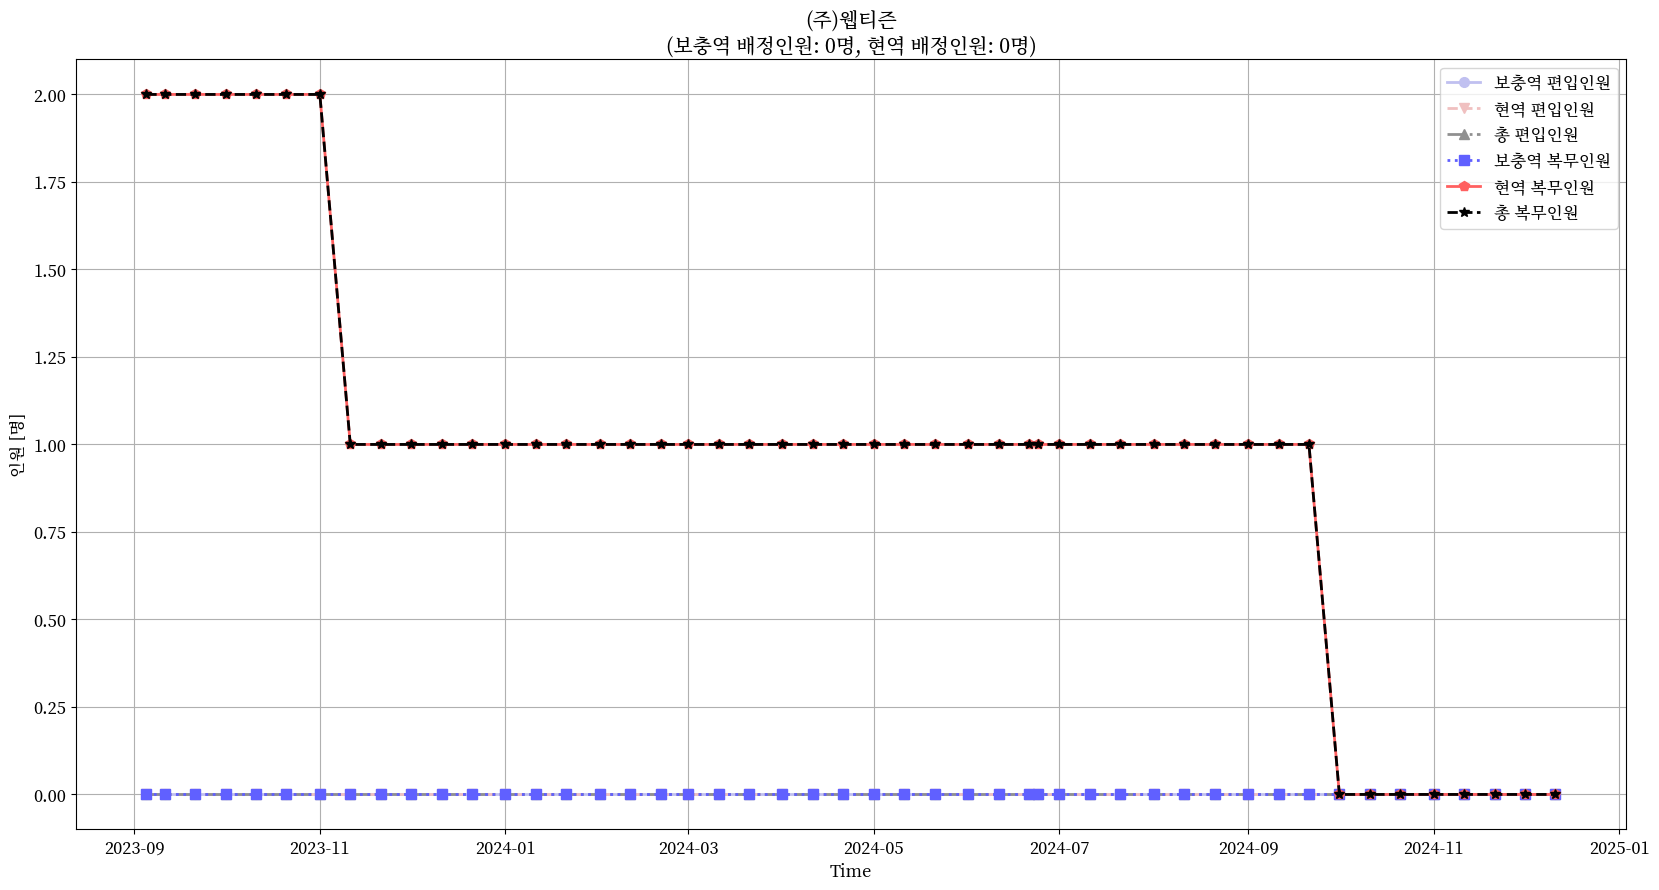 (주)웹티즌
(보충역 배정인원: 0명, 현역 배정인원: 0명)
보충역 편입인원
현역 편입인원
총 편입인원
보충역 복무인원
현역 복무인원
총 복무인원
인원 [명]
2.00
1.75
1.50
1.25
1.00
0.75
0.50
0.25
0.00
2023-09 2023-11 2024-01 2024-03 2024-05 2024-07 2024-09 2024-11 2025-01
Time